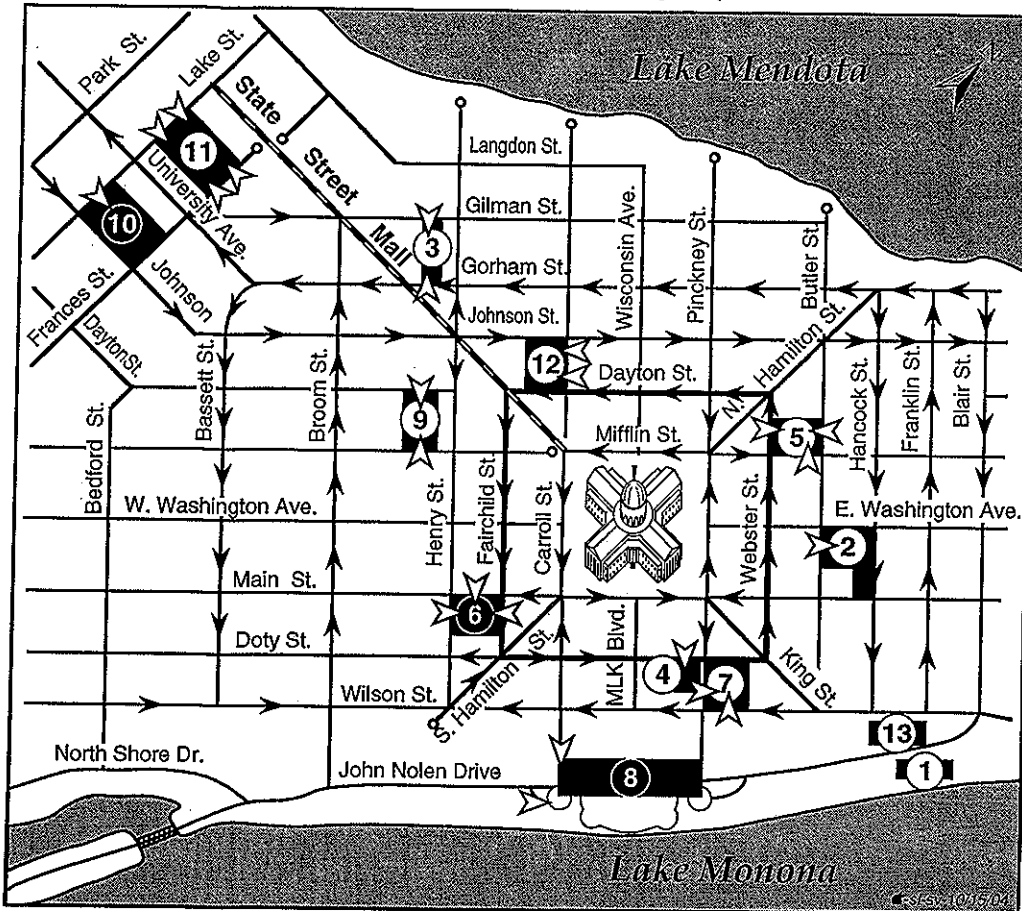 Lake Mendota
Park St.
Lake St.
State
Street
Mall
11
University
Ave.
10
Langdon St.
Gilman St.
3
Gorham St.
Wisconsin Ave.
Pinckney St.
Butler St.
Johnson
Frances St.
Dayton St.
Johnson St.
12
Dayton St.
N. Hamilton St.
Bedford St.
Bassett St.
Broom St.
9
Mifflin St.
5
Hancock St.
Franklin St.
Blair St.
W. Washington Ave.
Henry St.
Fairchild St.
Carroll St.
Webster St.
E. Washington Ave.
2
Main St.
6
Doty St.
S. Hamilton St.
MLK Blvd.
4
7
King St.
Wilson St.
13
1
North Shore Dr.
John Nolen Drive
8
Lake Monona